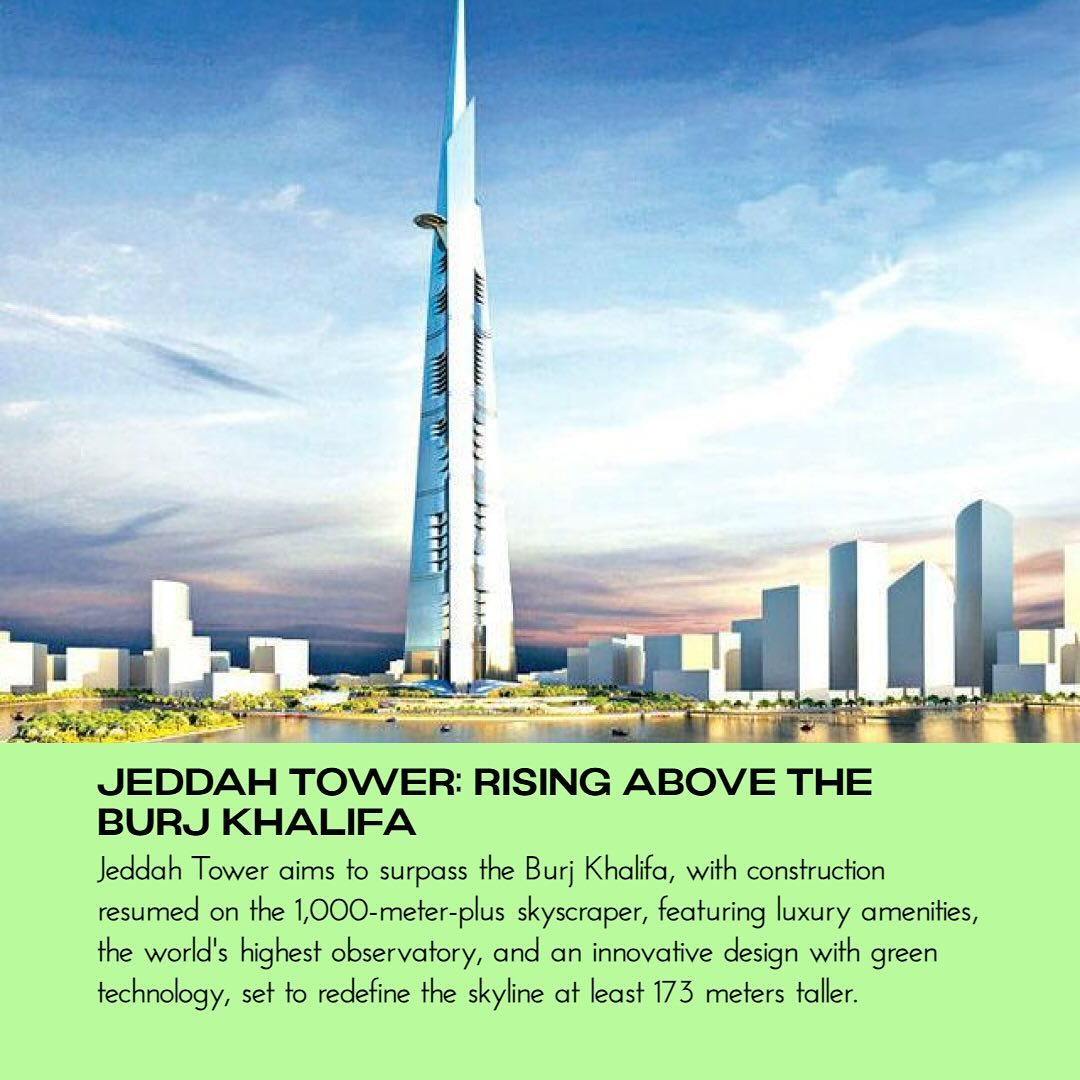 JEDDAH TOWER: RISING ABOVE THE
BURJ KHALIFA
Jeddah Tower aims to surpass the Burj Khalifa, with construction
resumed on the 1,000-meter-plus skyscraper, featuring luxury amenities,
the world's highest observatory, and an innovative design with green
technology, set to redefine the skyline at least 173 meters taller.